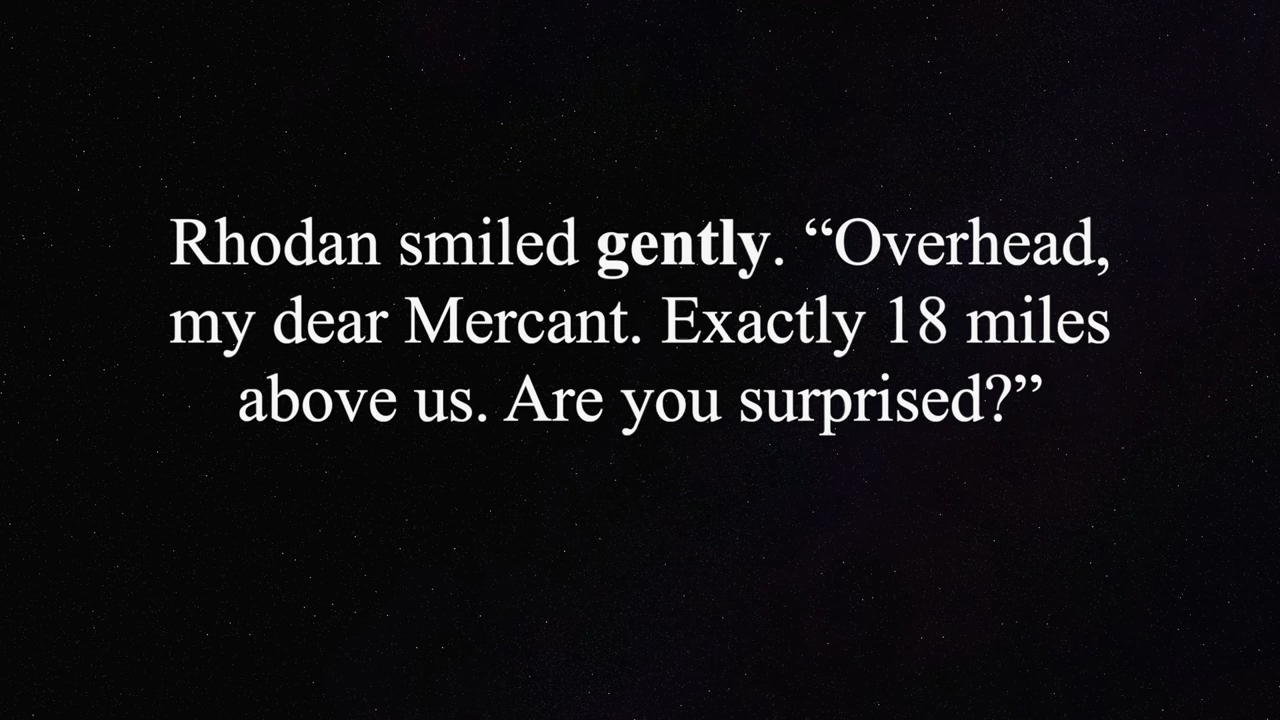 Rhodan smiled gently. “Overhead,
my dear Mercant. Exactly 18 miles
above us. Are you surprised?”